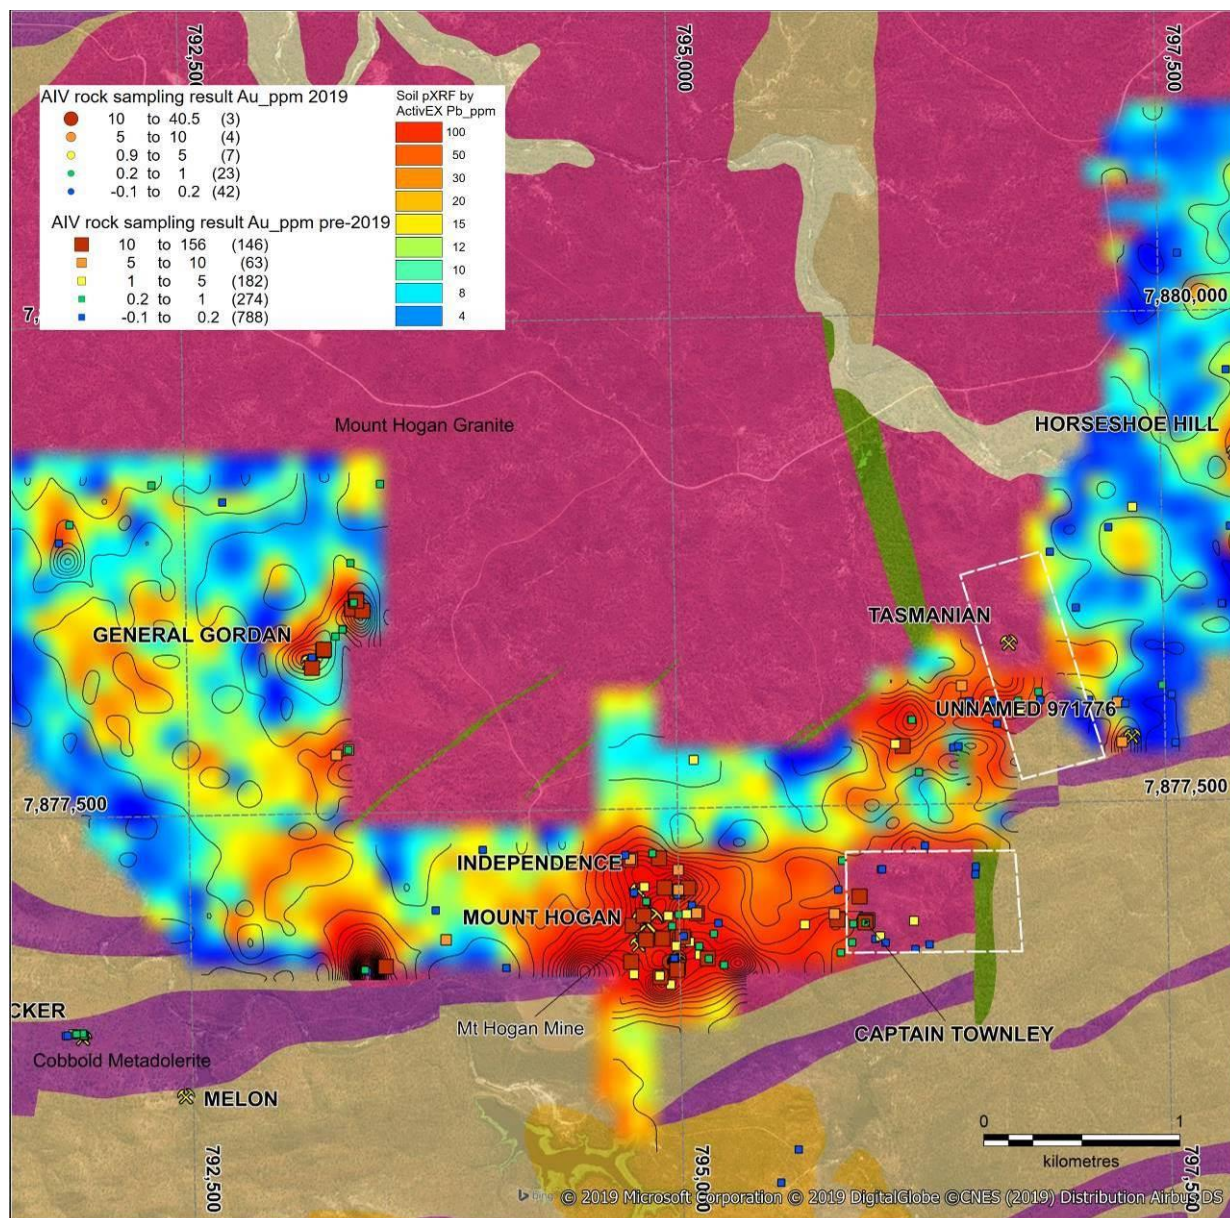 792,500
795,000
797,500
AIV rock sampling result Au_ppm 2019
10 to 40.5 (3)
5 to 10 (4)
0.9 to 5 (7)
0.2 to 1 (23)
-0.1 to 0.2 (42)
AIV rock sampling result Au_ppm pre-2019
10 to 156 (146)
5 to 10 (63)
1 to 5 (182)
0.2 to 1 (274)
-0.1 to 0.2 (788)
Soil pXRF by
ActivEX Pb_ppm
100
50
30
20
15
12
10
8
4
7,880,000
HORSESHOE HILL
Mount Hogan Granite
TASMANIAN
GENERAL GORDAN
UNNAMED 971776
7,877,500
7,877,500
INDEPENDENCE
MOUNT HOGAN
CKER
Mt Hogan Mine
CAPTAIN TOWNLEY
Cobbold Metadolerite
MELON
0 1
kilometres
792,500
795,000
797,500
bing © 2019 Microsoft Corporation © 2019 DigitalGlobe ©CNES (2019) Distribution Airbus DS